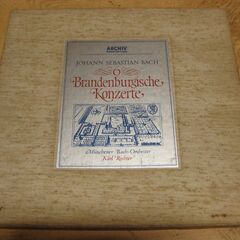 ARCHIV
JOHANN SEBASTIAN BACH
6
Brandenburgische
Konzerte
Münchener Bach-Orchester
Karl Richter